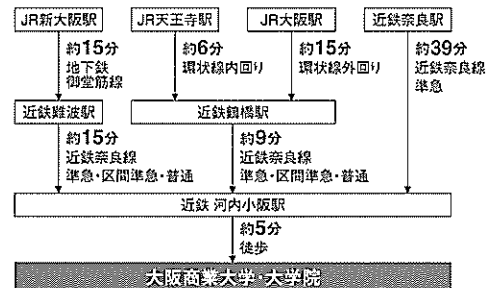 JR新大阪駅
JR天王寺駅
JR大阪駅
近鉄奈良駅
約15分
地下鉄
御堂筋線
約6分
環状線内回り
約15分
環状線外回り
約39分
近鉄奈良線
準急
近鉄難波駅
近鉄鶴橋駅
約15分
近鉄奈良線
準急・区間準急・普通
約9分
近鉄奈良線
準急・区間準急・普通
近鉄 河内小阪駅
約5分
徒歩
大阪商業大学・大学院